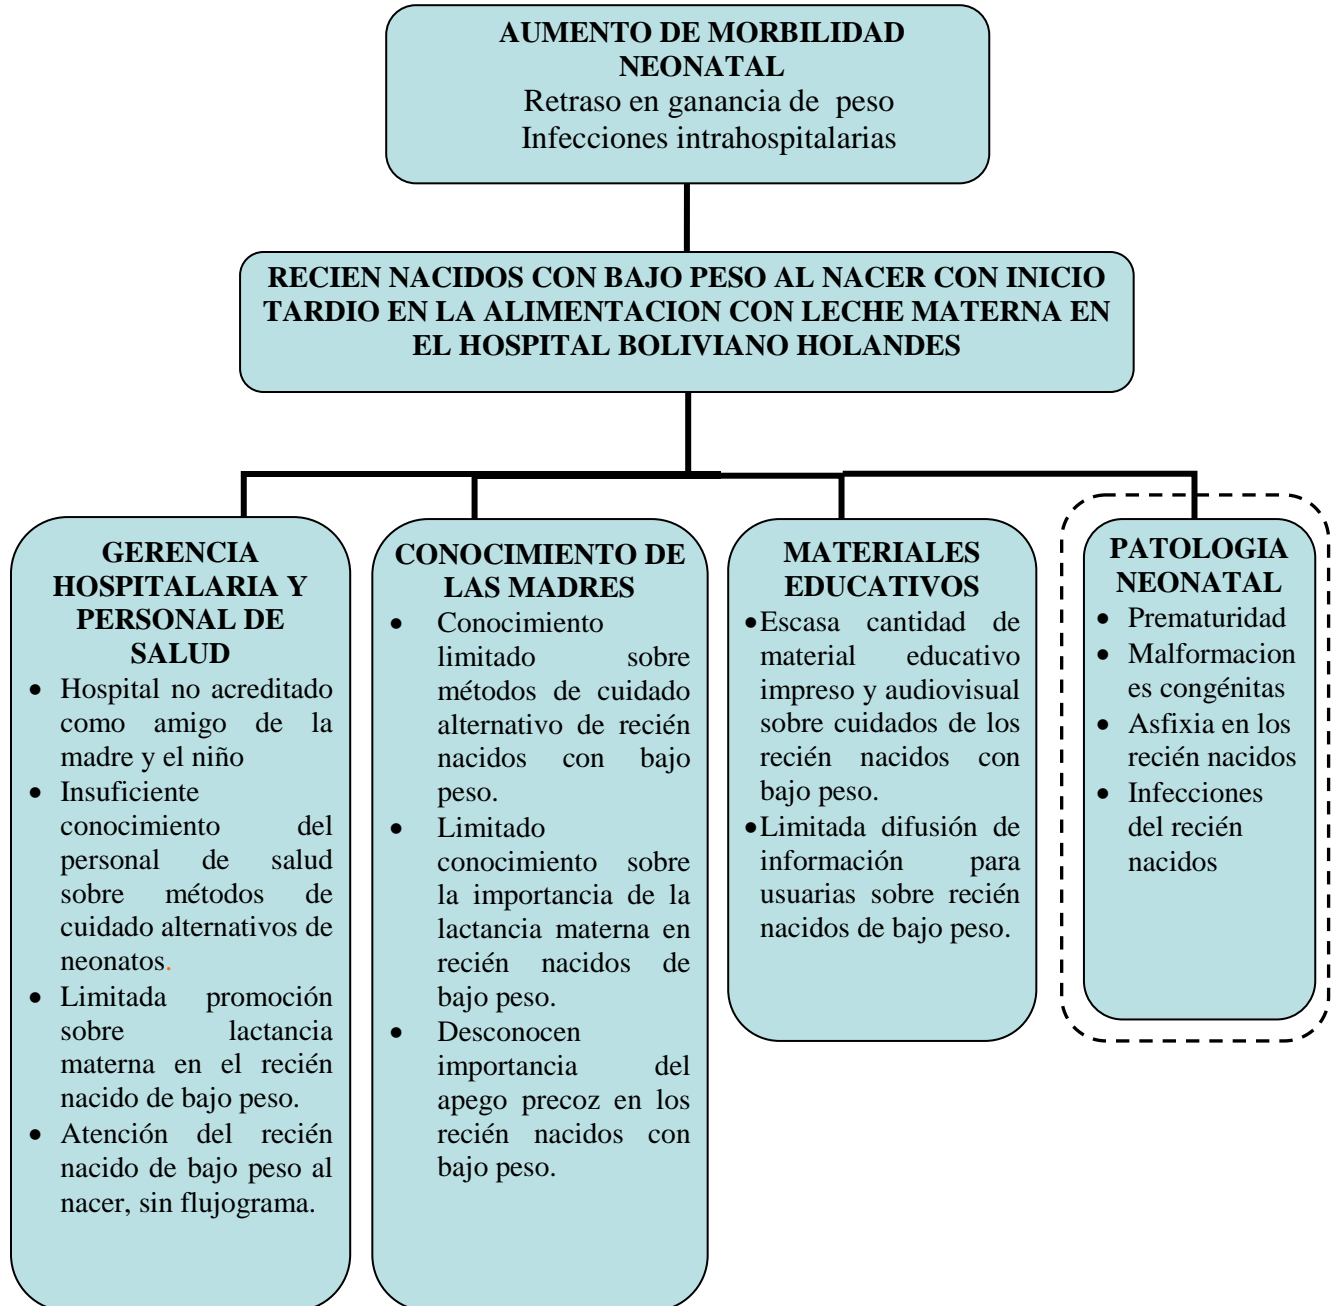 AUMENTO DE MORBILIDAD
NEONATAL
Retraso en ganancia de peso
Infecciones intrahospitalarias
RECIEN NACIDOS CON BAJO PESO AL NACER CON INICIO
TARDIO EN LA ALIMENTACION CON LECHE MATERNA EN
EL HOSPITAL BOLIVIANO HOLANDES
GERENCIA
HOSPITALARIA Y
PERSONAL DE
SALUD
• Hospital no acreditado
como amigo de la
madre y el niño
• Insuficiente
conocimiento del
personal de salud
sobre métodos de
cuidado alternativos de
neonatos.
• Limitada promoción
sobre lactancia
materna en el recién
nacido de bajo peso.
• Atención del recién
nacido de bajo peso al
nacer, sin flujograma.
CONOCIMIENTO DE
LAS MADRES
• Conocimiento
limitado sobre
métodos de cuidado
alternativo de recién
nacidos con bajo
peso.
• Limitado
conocimiento sobre
la importancia de la
lactancia materna en
recién nacidos de
bajo peso.
• Desconocen
importancia del
apego precoz en los
recién nacidos con
bajo peso.
MATERIALES
EDUCATIVOS
• Escasa cantidad de
material educativo
impreso y audiovisual
sobre cuidados de los
recién nacidos con
bajo peso.
• Limitada difusión de
información para
usuarias sobre recién
nacidos de bajo peso.
PATOLOGIA
NEONATAL
• Prematuridad
• Malformacion
es congénitas
• Asfixia en los
recién nacidos
• Infecciones
del recién
nacidos